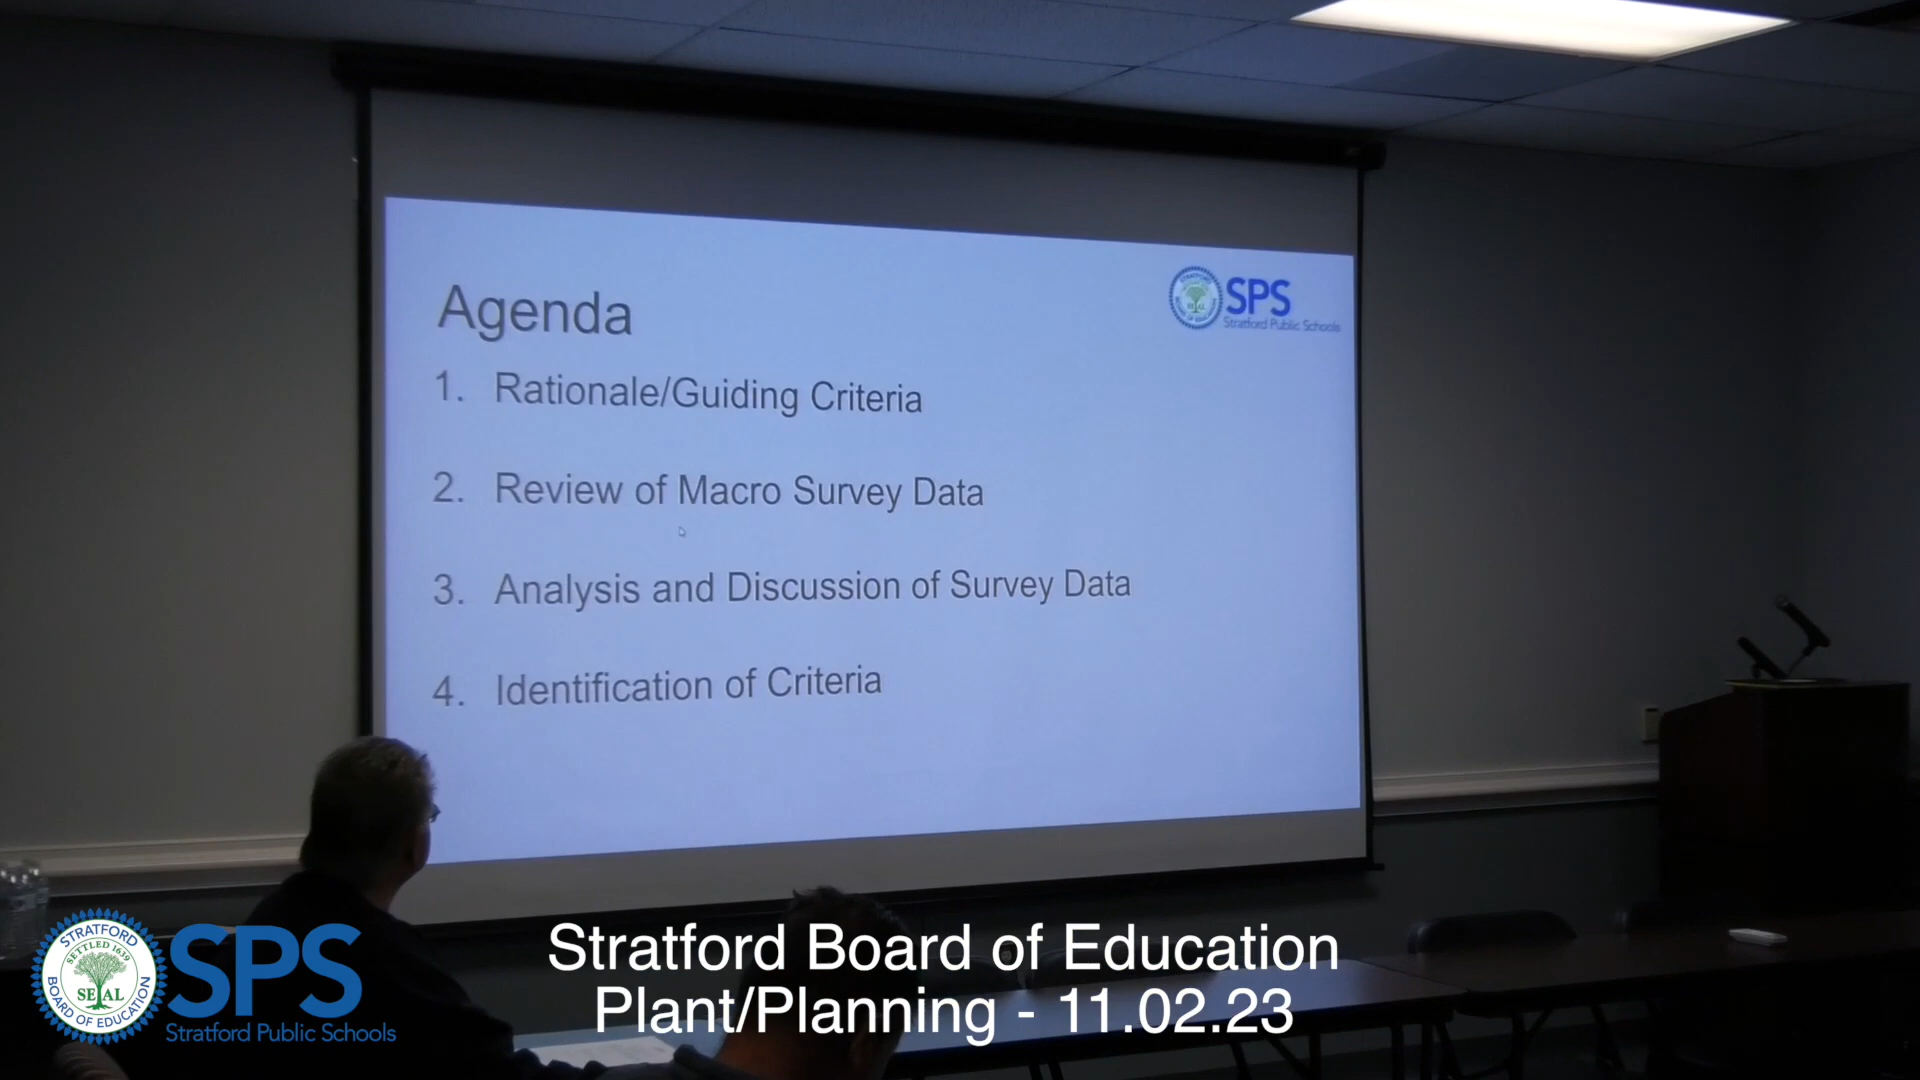 Agenda
SPS
Stratford Public Schools
1. Rationale/Guiding Criteria
2. Review of Macro Survey Data
3. Analysis and Discussion of Survey Data
4. Identification of Criteria
STRATFORD
SETTLED 1639
SEAL
BOARD OF EDUCATION
SPS
Stratford Public Schools
Stratford Board of Education
Plant/Planning - 11.02.23